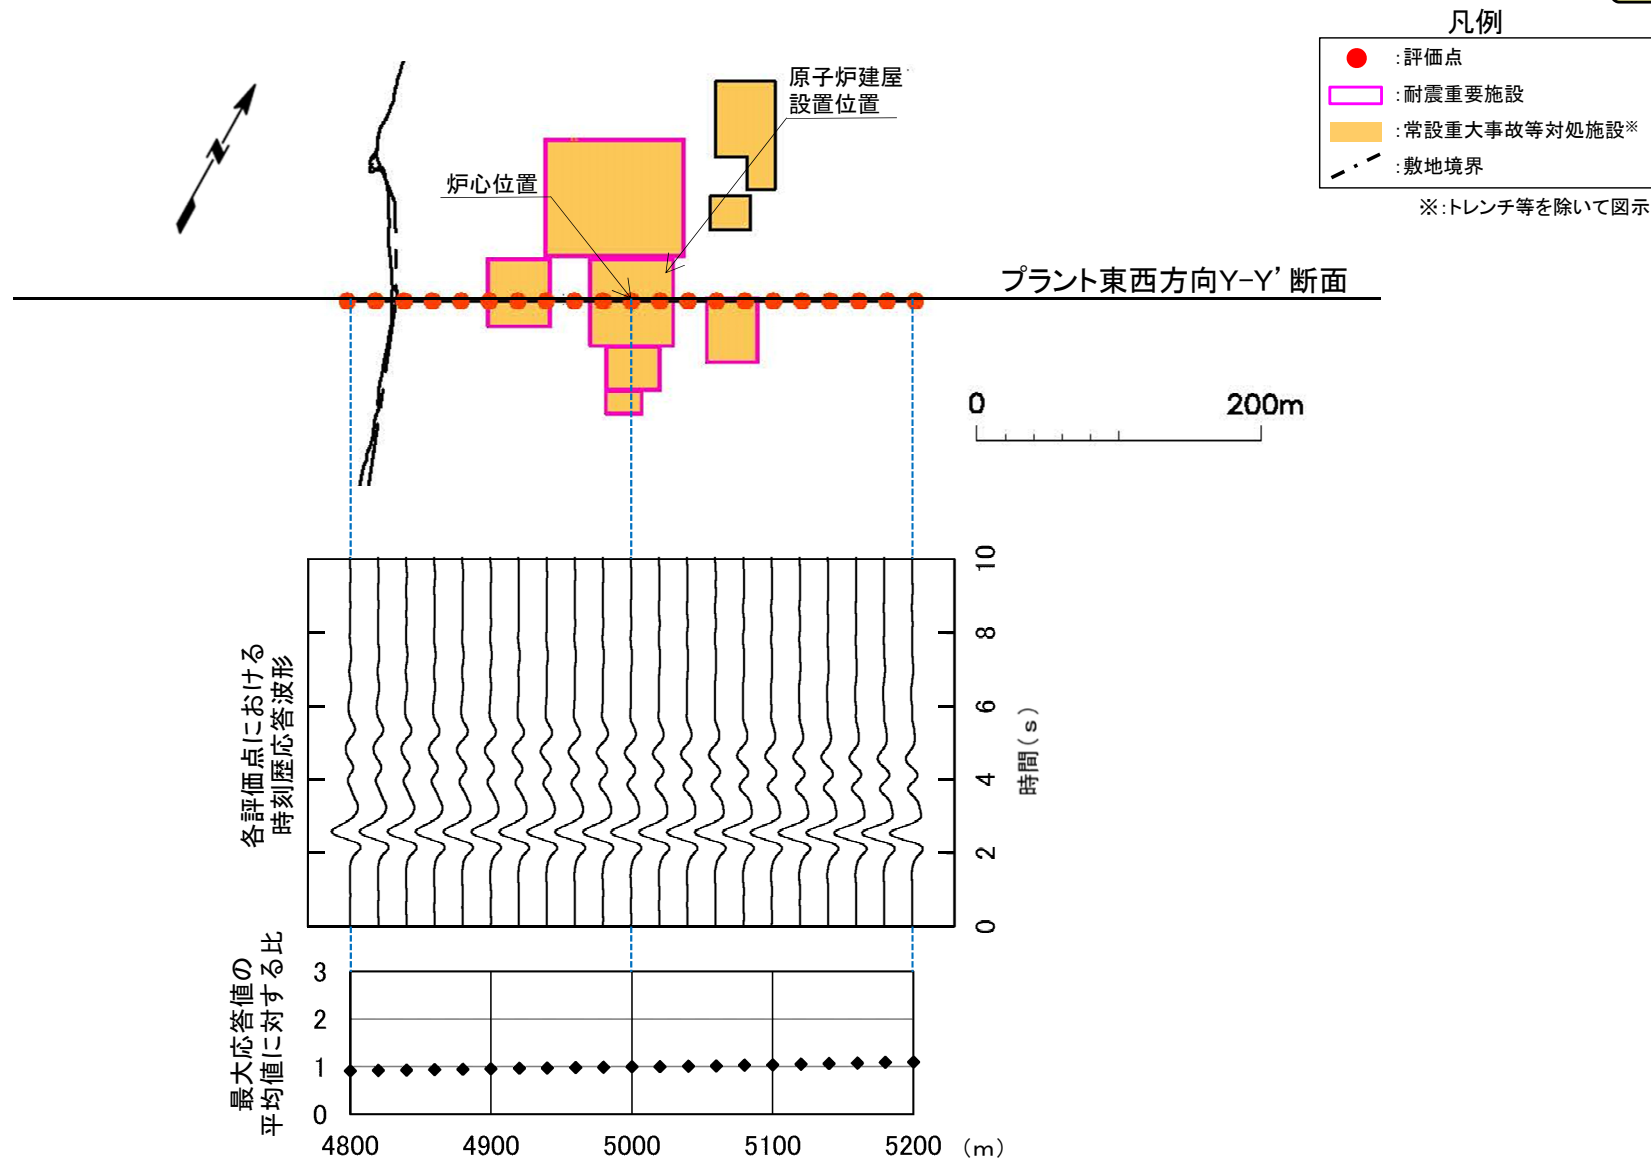 凡例
:評価点
:耐震重要施設
:常設重大事故等対処施設※
:敷地境界
※:トレンチ等を除いて図示
原子炉建屋
設置位置
炉心位置
N
プラント東西方向Y-Y’断面
0 200m
各評価点における
時刻歴応答波形
10
8
6
4
2
0
時間(s)
最大応答値の
平均値に対する比
3
2
1
0
4800 4900 5000 5100 5200 (m)